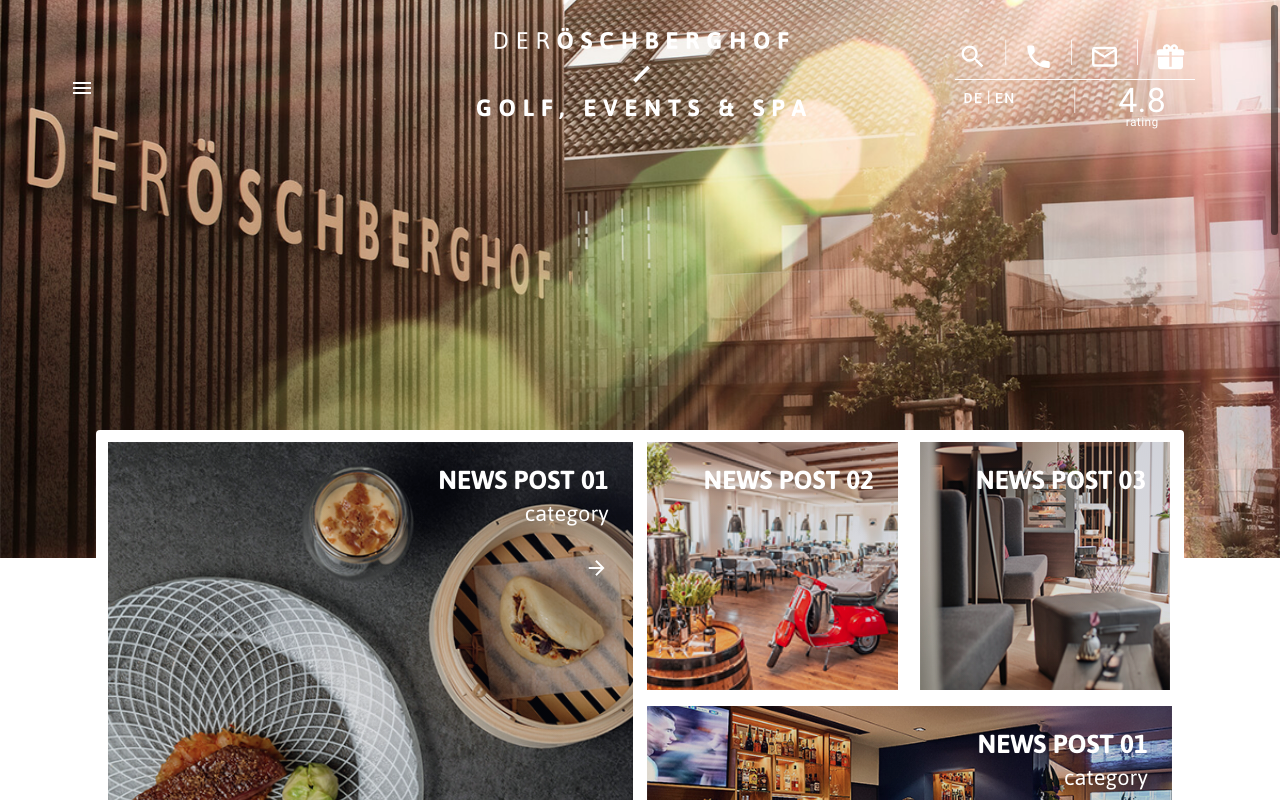 DERÖSCHBERGHOF
GOLF, EVENTS & SPA
DE | EN
4.8
rating
DERÖSCHBERGHOF
NEWS POST 01
category
NEWS POST 02
NEWS POST 03
NEWS POST 01
category